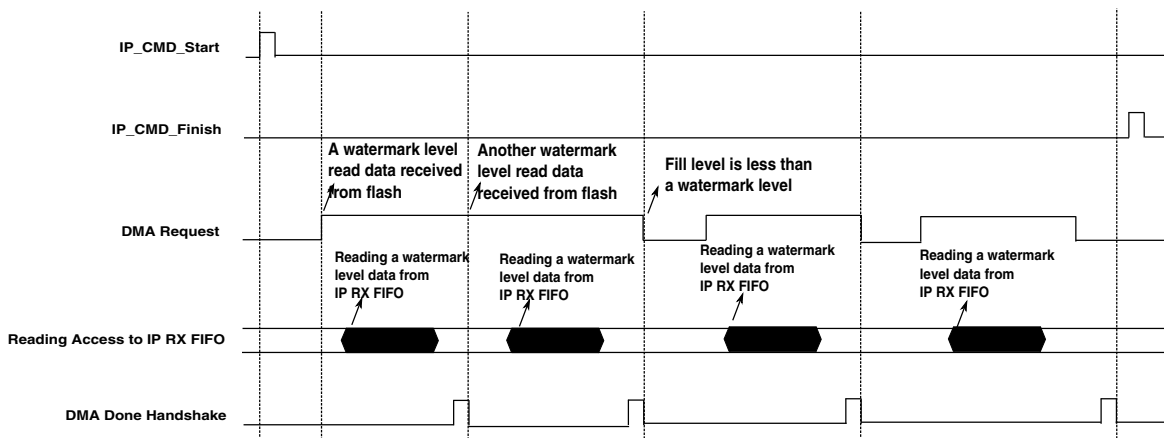 IP_CMD_Start
IP_CMD_Finish
A watermark level
read data received
from flash
Another watermark
level read data
received from flash
Fill level is less than
a watermark level
DMA Request
Reading a watermark
level data from
IP RX FIFO
Reading a watermark
level data from
IP RX FIFO
Reading a watermark
level data from
IP RX FIFO
Reading a watermark
level data from
IP RX FIFO
Reading Access to IP RX FIFO
DMA Done Handshake